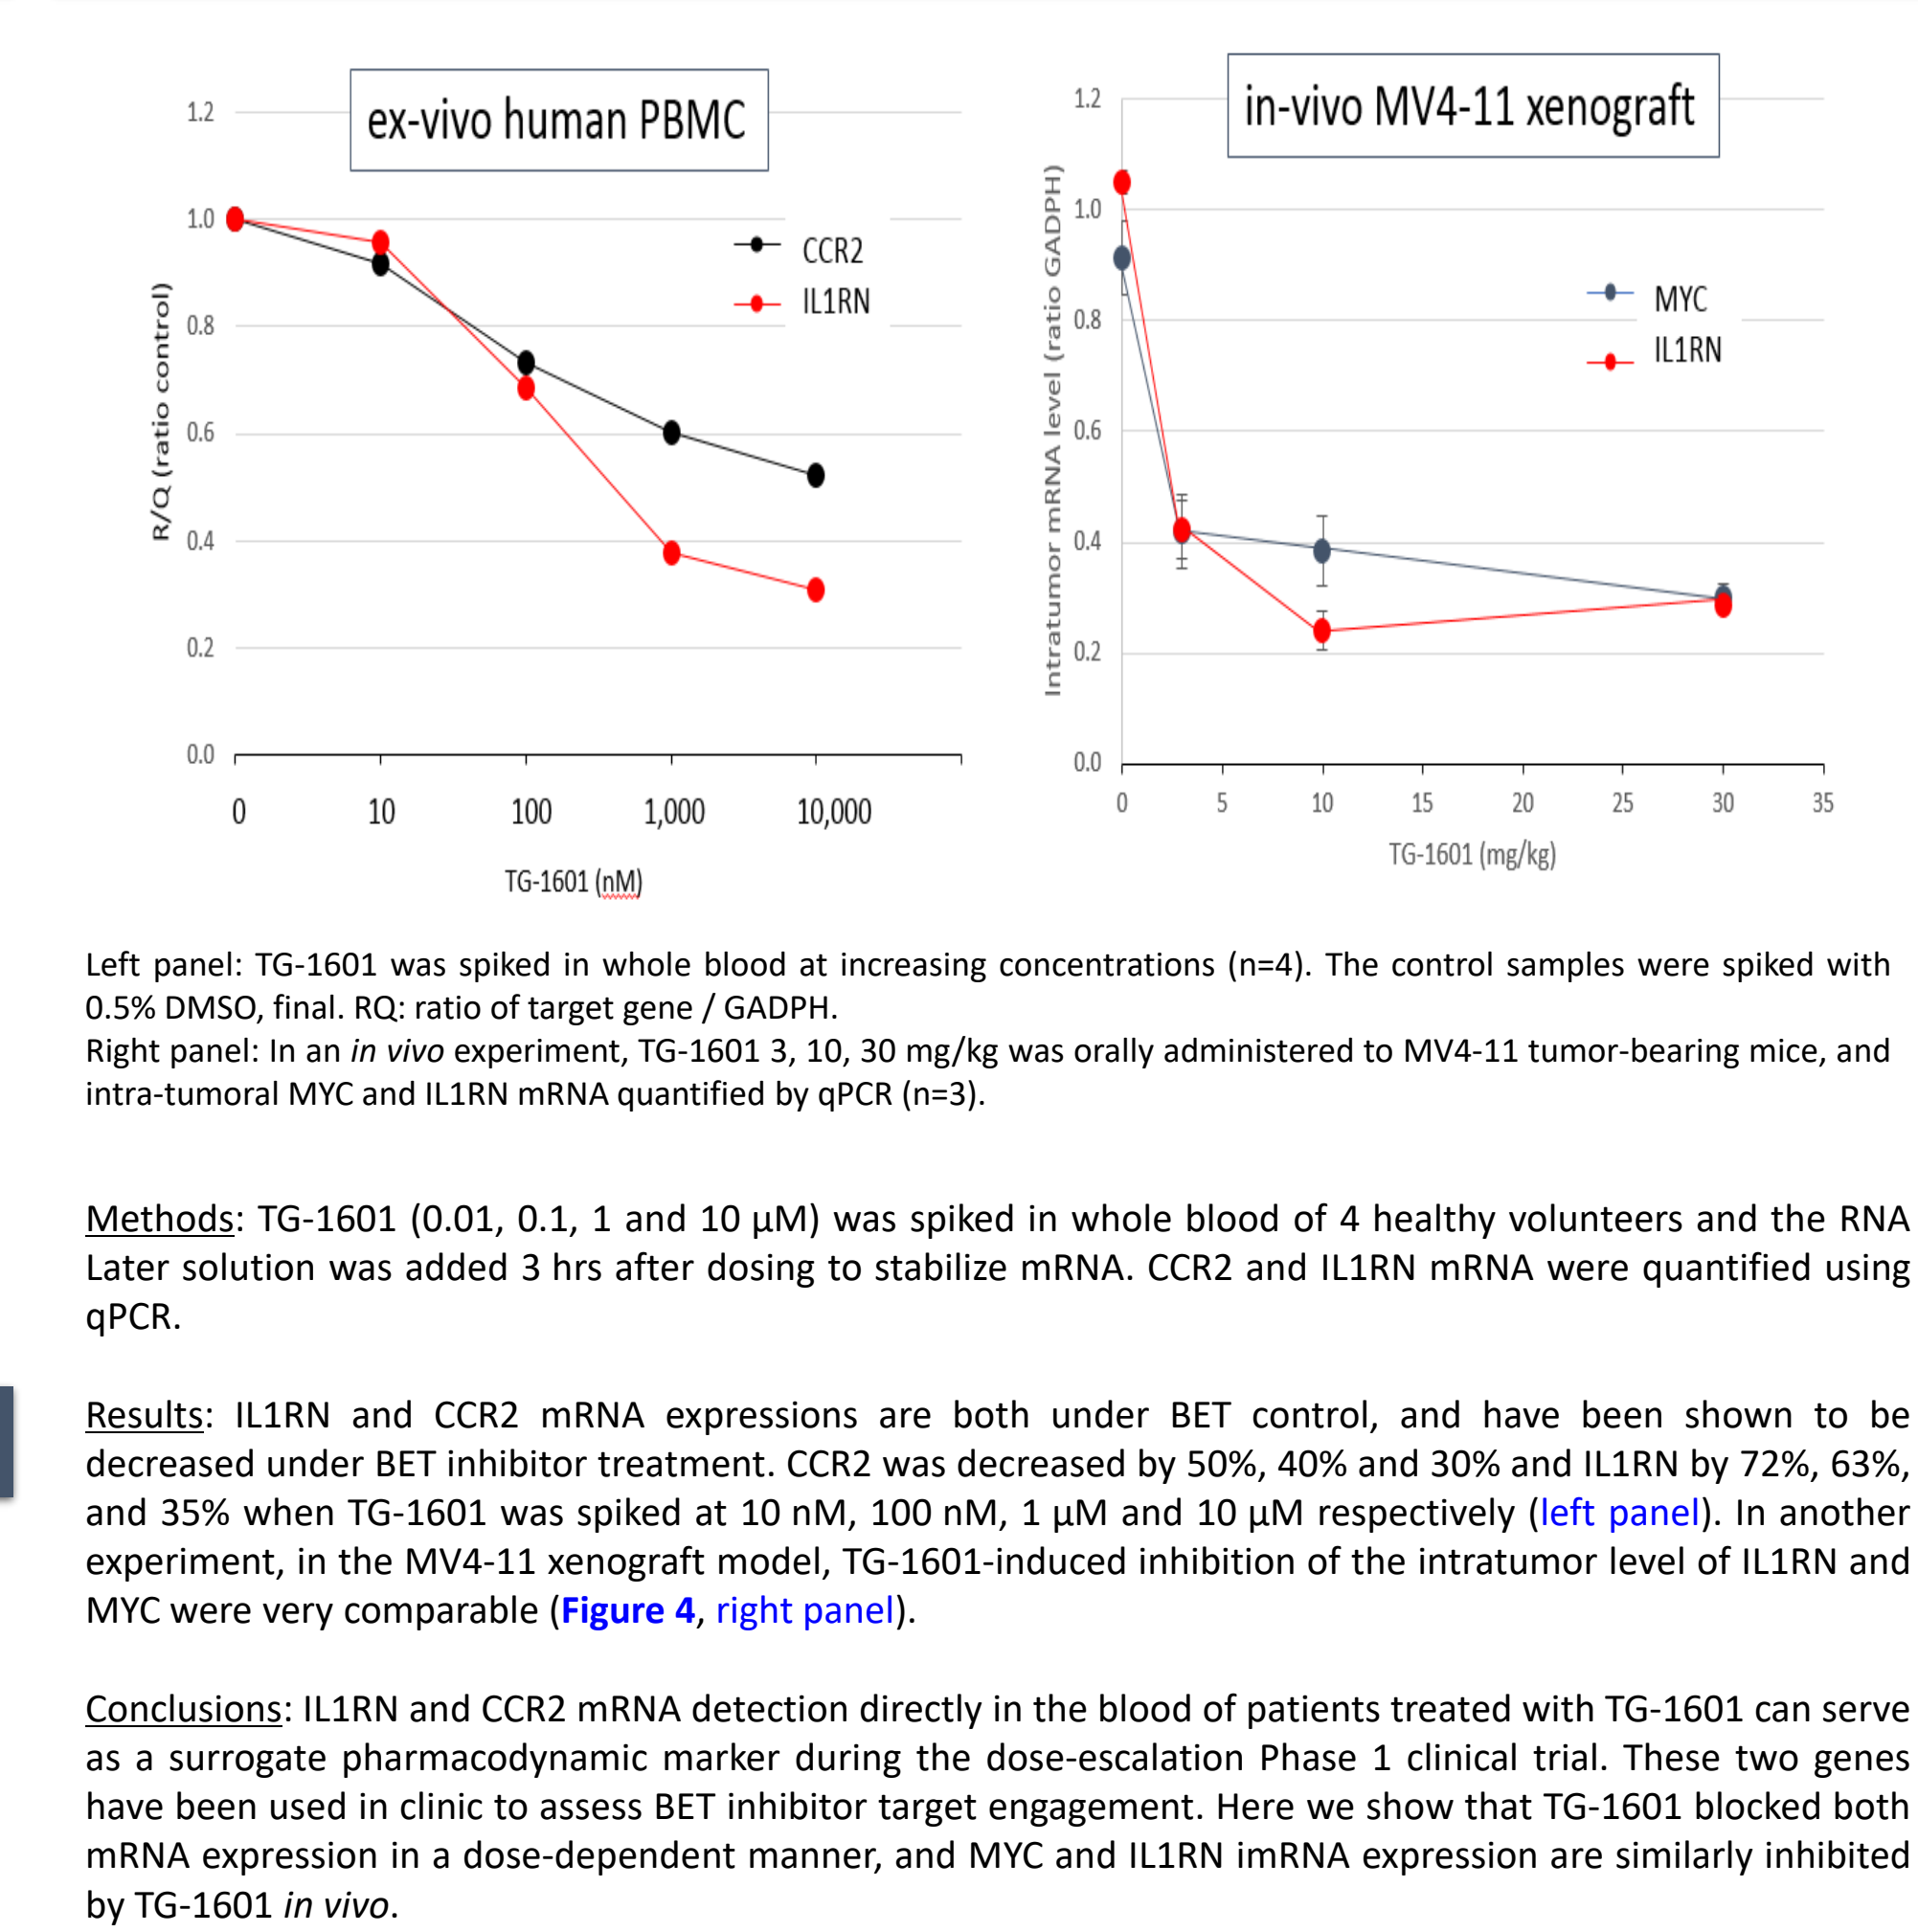 ex-vivo human PBMC
1.2
1.0
0.8
0.6
0.4
0.2
0.0
R/Q (ratio control)
CCR2
IL1RN
0 10 100 1,000 10,000
TG-1601 (nM)
in-vivo MV4-11 xenograft
1.2
1.0
0.8
0.6
0.4
0.2
0.0
Intratumor mRNA level (ratio GADPH)
MYC
IL1RN
0 5 10 15 20 25 30 35
TG-1601 (mg/kg)
Left panel: TG-1601 was spiked in whole blood at increasing concentrations (n=4). The control samples were spiked with
0.5% DMSO, final. RQ: ratio of target gene / GADPH.
Right panel: In an in vivo experiment, TG-1601 3, 10, 30 mg/kg was orally administered to MV4-11 tumor-bearing mice, and
intra-tumoral MYC and IL1RN mRNA quantified by qPCR (n=3).
Methods: TG-1601 (0.01, 0.1, 1 and 10 µM) was spiked in whole blood of 4 healthy volunteers and the RNA
Later solution was added 3 hrs after dosing to stabilize mRNA. CCR2 and IL1RN mRNA were quantified using
qPCR.
Results: IL1RN and CCR2 mRNA expressions are both under BET control, and have been shown to be
decreased under BET inhibitor treatment. CCR2 was decreased by 50%, 40% and 30% and IL1RN by 72%, 63%,
and 35% when TG-1601 was spiked at 10 nM, 100 nM, 1 µM and 10 µM respectively (left panel). In another
experiment, in the MV4-11 xenograft model, TG-1601-induced inhibition of the intratumor level of IL1RN and
MYC were very comparable (Figure 4, right panel).
Conclusions: IL1RN and CCR2 mRNA detection directly in the blood of patients treated with TG-1601 can serve
as a surrogate pharmacodynamic marker during the dose-escalation Phase 1 clinical trial. These two genes
have been used in clinic to assess BET inhibitor target engagement. Here we show that TG-1601 blocked both
mRNA expression in a dose-dependent manner, and MYC and IL1RN imRNA expression are similarly inhibited
by TG-1601 in vivo.